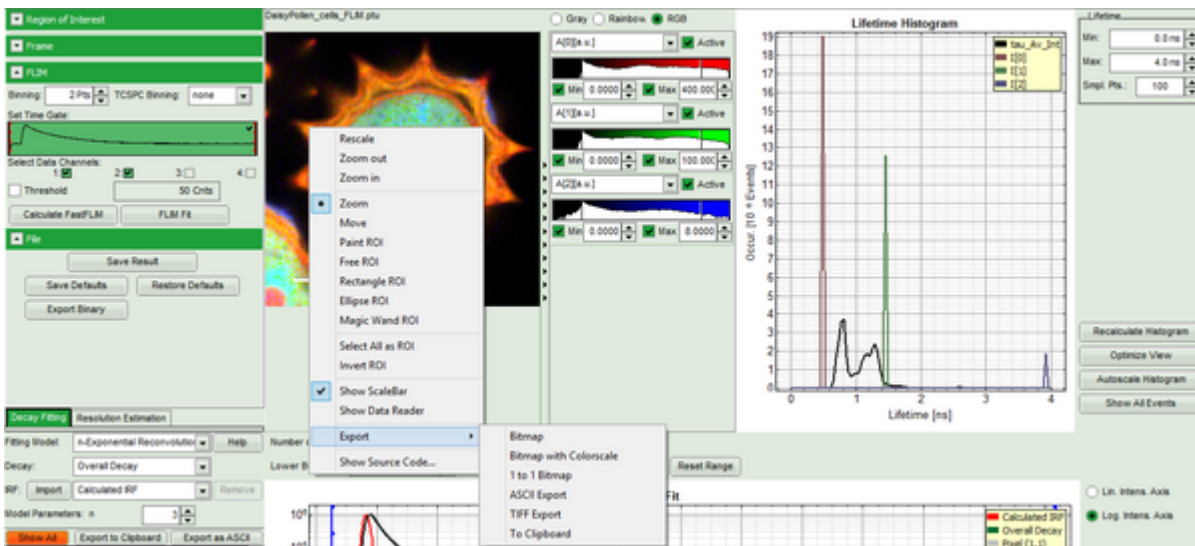 Region of Interest
Frame
FLIM
Binning: 2 Pts TCSPC Binning: none
Set Time Gate
Select Data Channels:
1: 2: 3: 4:
Threshold 50 Cnts
Calculate FastFLIM FLIM Fit
File
Save Result
Save Defaults Restore Defaults
Export Binary
DaisyPollen_cells_FLIM.ptu
Rescale
Zoom out
Zoom in
Zoom
Move
Paint ROI
Free ROI
Rectangle ROI
Ellipse ROI
Magic Wand ROI
Select All as ROI
Invert ROI
Show ScaleBar
Show Data Reader
Export
Show Source Code...
Bitmap
Bitmap with Colorscale
1 to 1 Bitmap
ASCII Export
TIFF Export
To Clipboard
Gray Rainbow RGB
A[0][a.u.] Active
Min 0.0000 Max 400.00
A[1][a.u.] Active
Min 0.0000 Max 100.00
A[2][a.u.] Active
Min 0.0000 Max 8.0000
Lifetime Histogram
19
17
16
15
14
13
12
11
9
8
7
6
5
4
3
2
1
0
0 1 2 3 4
Lifetime [ns]
tau_Av_Int
I[0]
I[1]
I[2]
Lifetime
Min: 0.0 ns
Max: 4.0 ns
Smpl. Pts.: 100
Recalculate Histogram
Optimize View
Autoscale Histogram
Show All Events
Decay Fitting Resolution Estimation
Fitting Model: n-Exponential Reconvolutio Help
Decay: Overall Decay
IRF: Import Calculated IRF Remove
Model Parameters: n 3
Show All Export to Clipboard Export as ASCII
Number
Lower B
Reset Range
Fit
Calculated IRF
Overall Decay
Pixel (1,1)
Lin. Intens. Axis
Log. Intens. Axis